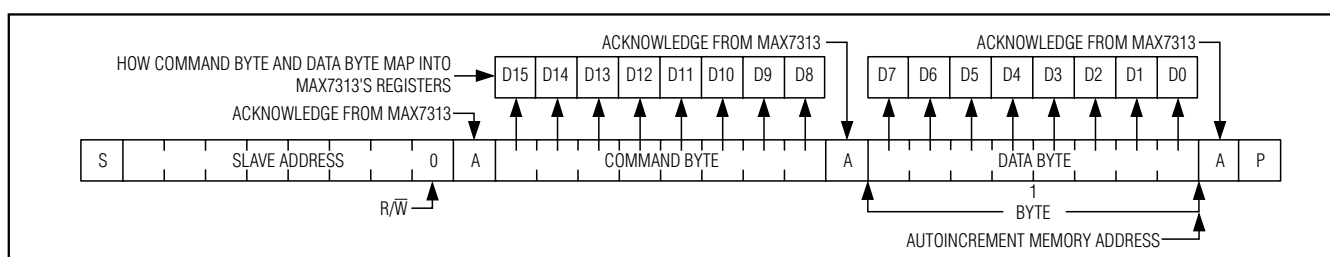 ACKNOWLEDGE FROM MAX7313
ACKNOWLEDGE FROM MAX7313
HOW COMMAND BYTE AND DATA BYTE MAP INTO
MAX7313'S REGISTERS
D15 D14 D13 D12 D11 D10 D9 D8
D7 D6 D5 D4 D3 D2 D1 D0
ACKNOWLEDGE FROM MAX7313
S SLAVE ADDRESS 0 A COMMAND BYTE A DATA BYTE A P
R/W̅
1
BYTE
AUTOINCREMENT MEMORY ADDRESS